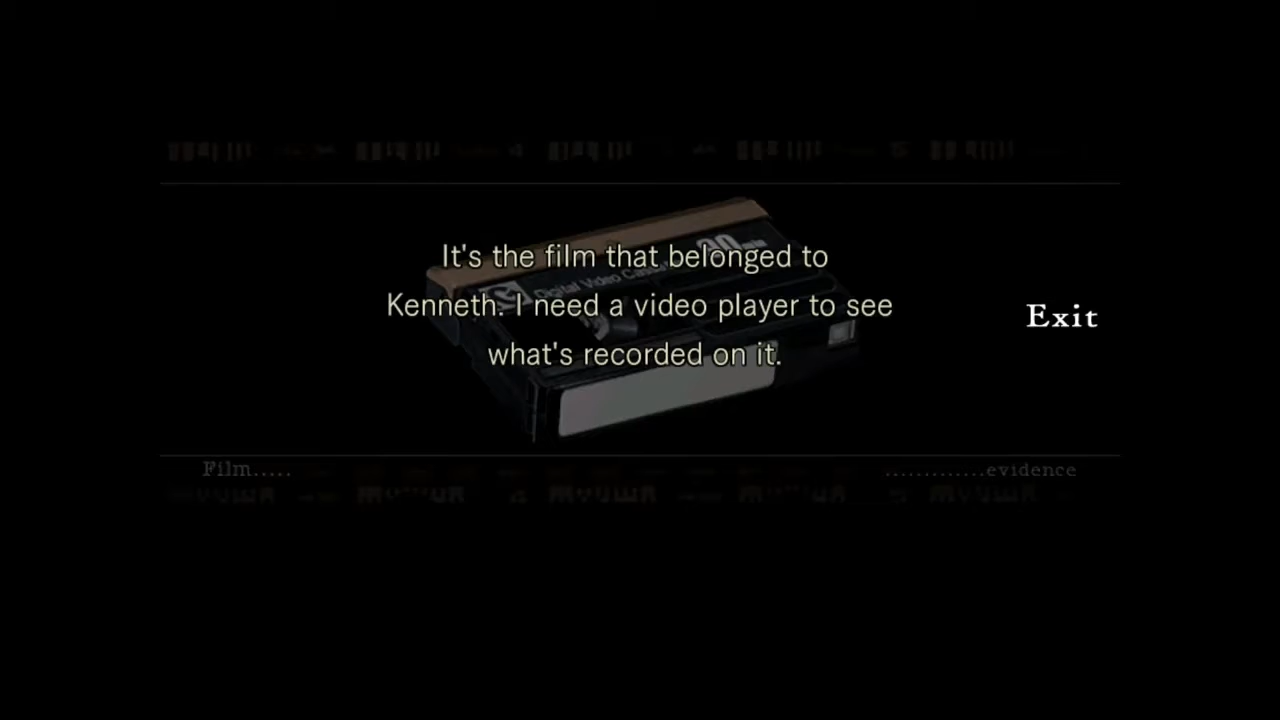 It's the film that belonged to
Kenneth. I need a video player to see
what's recorded on it.
Exit
Film.....
.............evidence